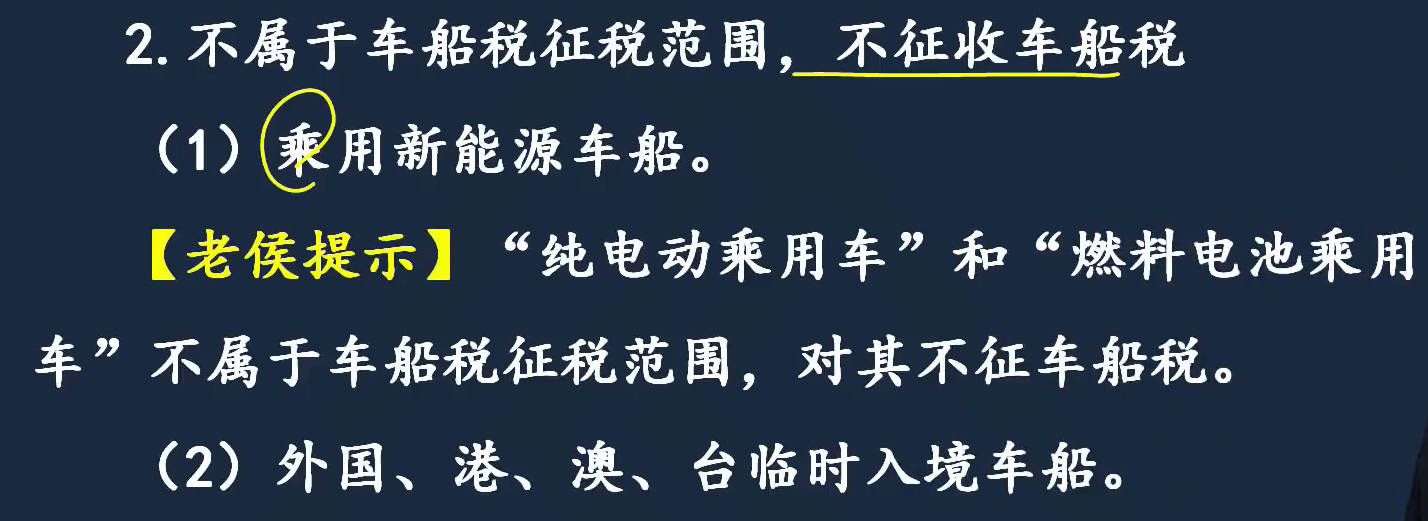 2.不属于车船税征税范围，不征收车船税
（1）乘用新能源车船。
【老侯提示】“纯电动乘用车”和“燃料电池乘用
车”不属于车船税征税范围，对其不征车船税。
（2）外国、港、澳、台临时入境车船。